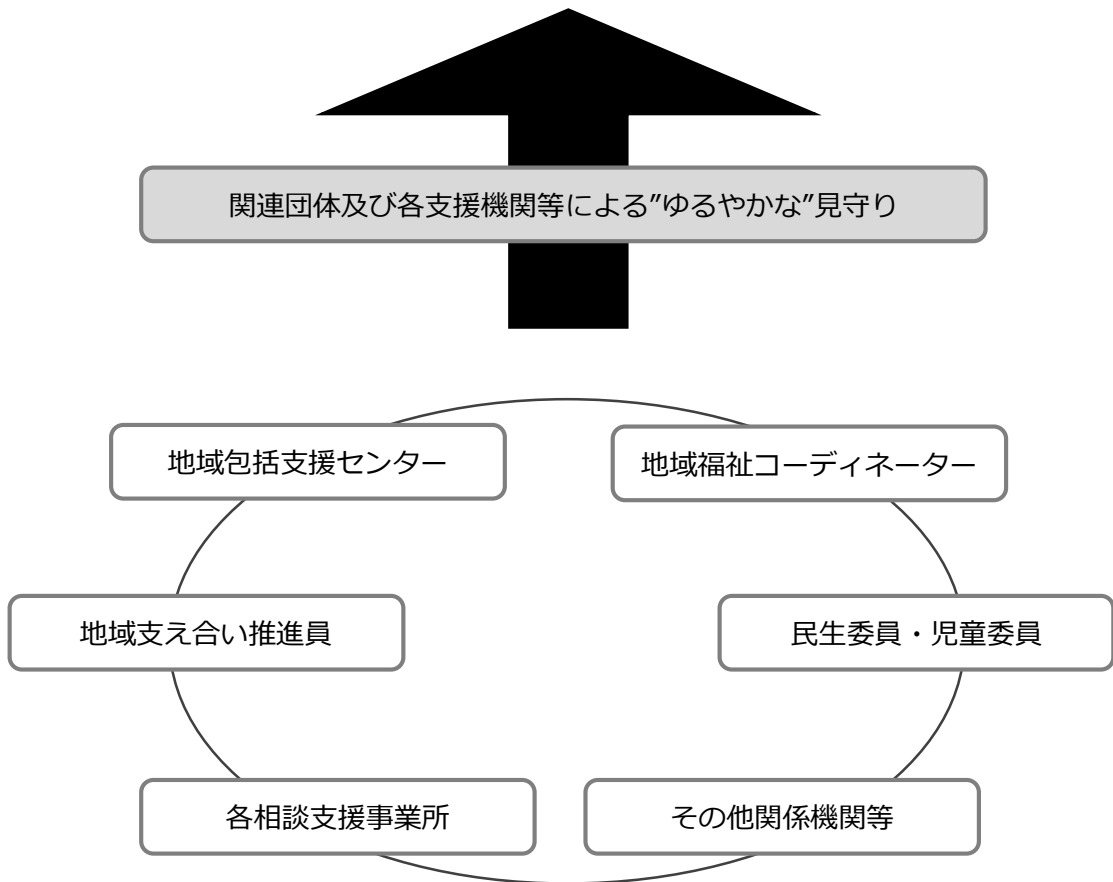 関連団体及び各支援機関等による”ゆるやかな”見守り
地域包括支援センター
地域福祉コーディネーター
地域支え合い推進員
民生委員・児童委員
各相談支援事業所
その他関係機関等